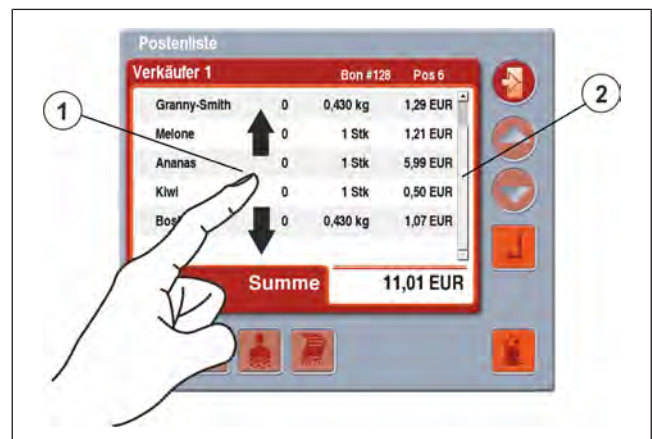 Postenliste
Verkäufer 1 Bon #128 Pos 6
Granny-Smith 0 0,430 kg 1,29 EUR
1 2
Melone 0 1 Stk 1,21 EUR
Ananas 0 1 Stk 5,99 EUR
Kiwi 0 1 Stk 0,50 EUR
0 0,430 kg 1,07 EUR
Summe 11,01 EUR